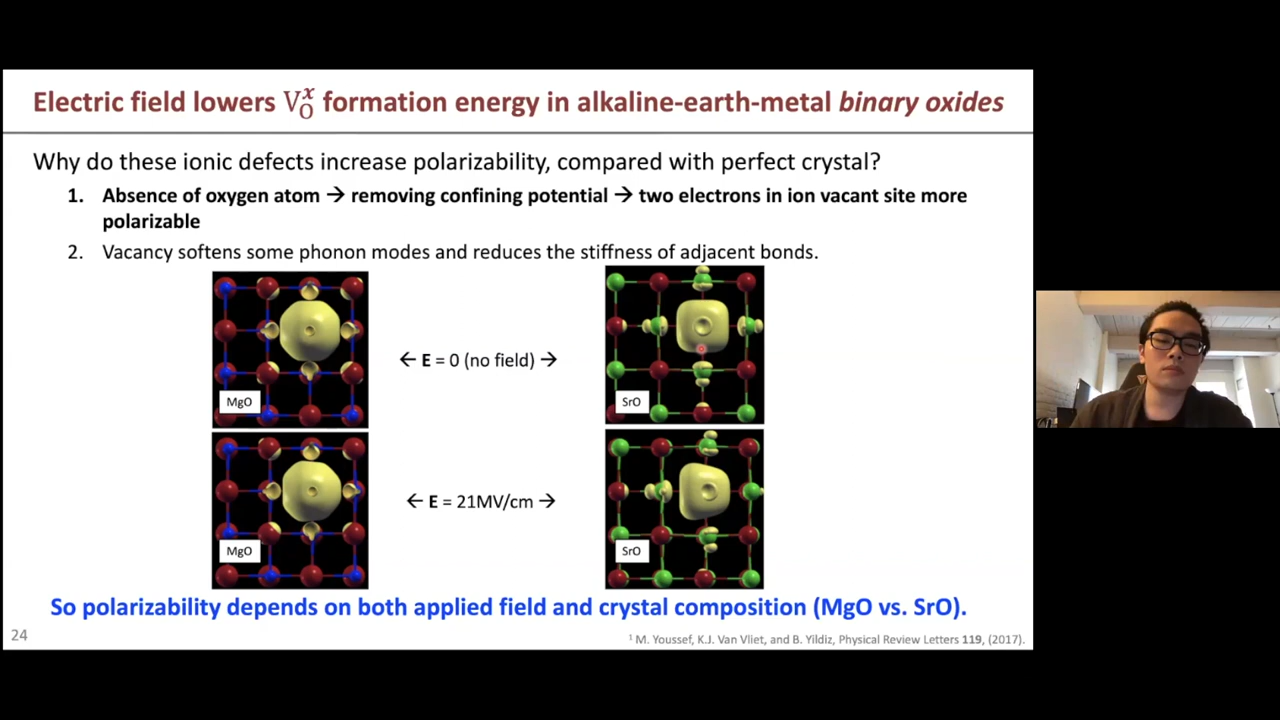 Electric field lowers V_O^x formation energy in alkaline-earth-metal binary oxides
Why do these ionic defects increase polarizability, compared with perfect crystal?
1. Absence of oxygen atom → removing confining potential → two electrons in ion vacant site more
polarizable
2. Vacancy softens some phonon modes and reduces the stiffness of adjacent bonds.
← E = 0 (no field) →
MgO
SrO
← E = 21MV/cm →
MgO
SrO
So polarizability depends on both applied field and crystal composition (MgO vs. SrO).
24
¹ M. Youssef, K.J. Van Vliet, and B. Yildiz, Physical Review Letters 119, (2017).